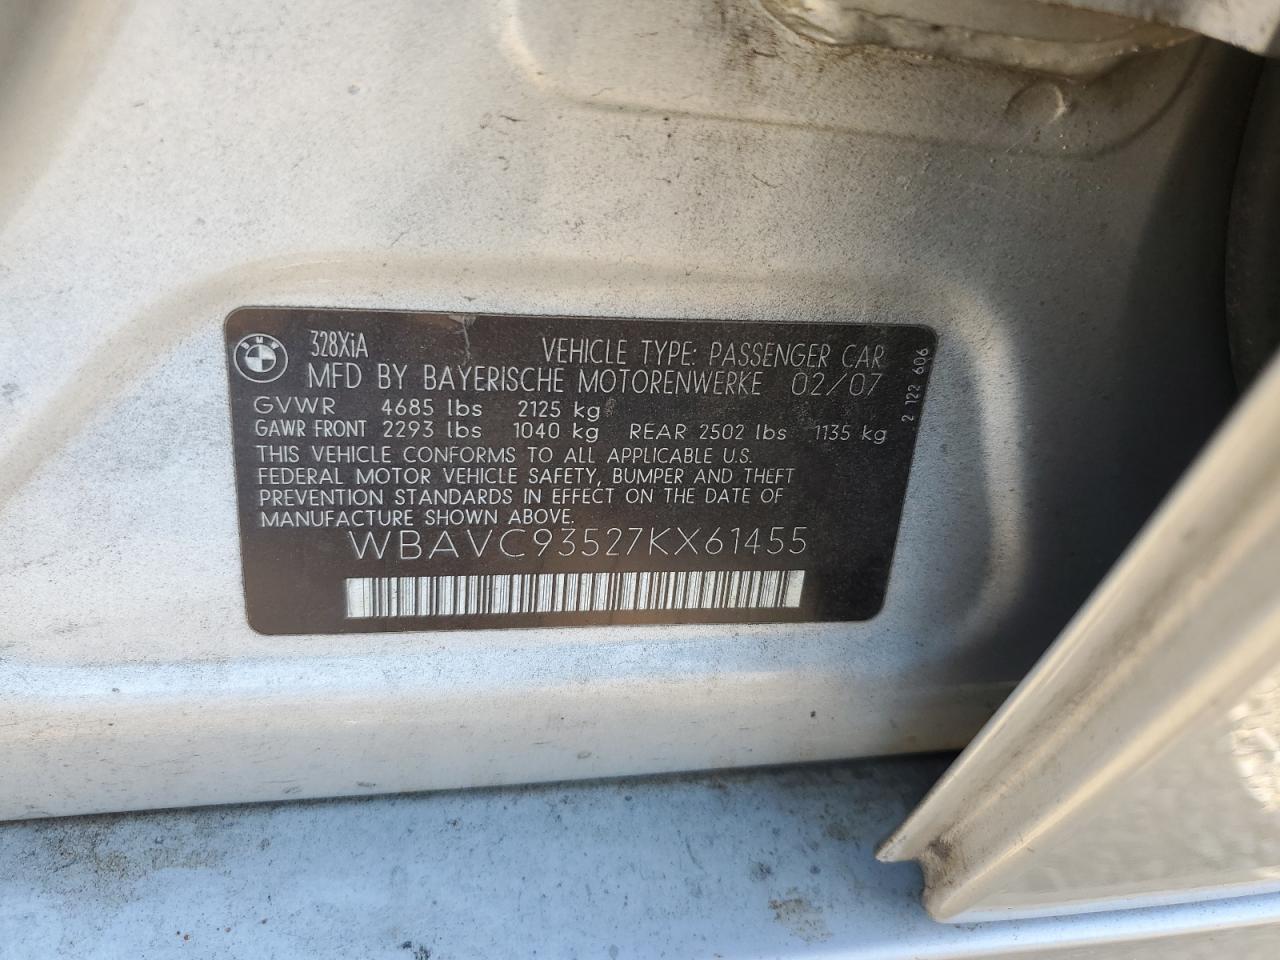 BMW
328XiA VEHICLE TYPE: PASSENGER CAR
MFD BY BAYERISCHE MOTORENWERKE 02/07
GVWR 4685 lbs 2125 kg
GAWR FRONT 2293 lbs 1040 kg REAR 2502 lbs 1135 kg
THIS VEHICLE CONFORMS TO ALL APPLICABLE U.S.
FEDERAL MOTOR VEHICLE SAFETY, BUMPER AND THEFT
PREVENTION STANDARDS IN EFFECT ON THE DATE OF
MANUFACTURE SHOWN ABOVE.
WBAVC93527KX61455
2 122 606